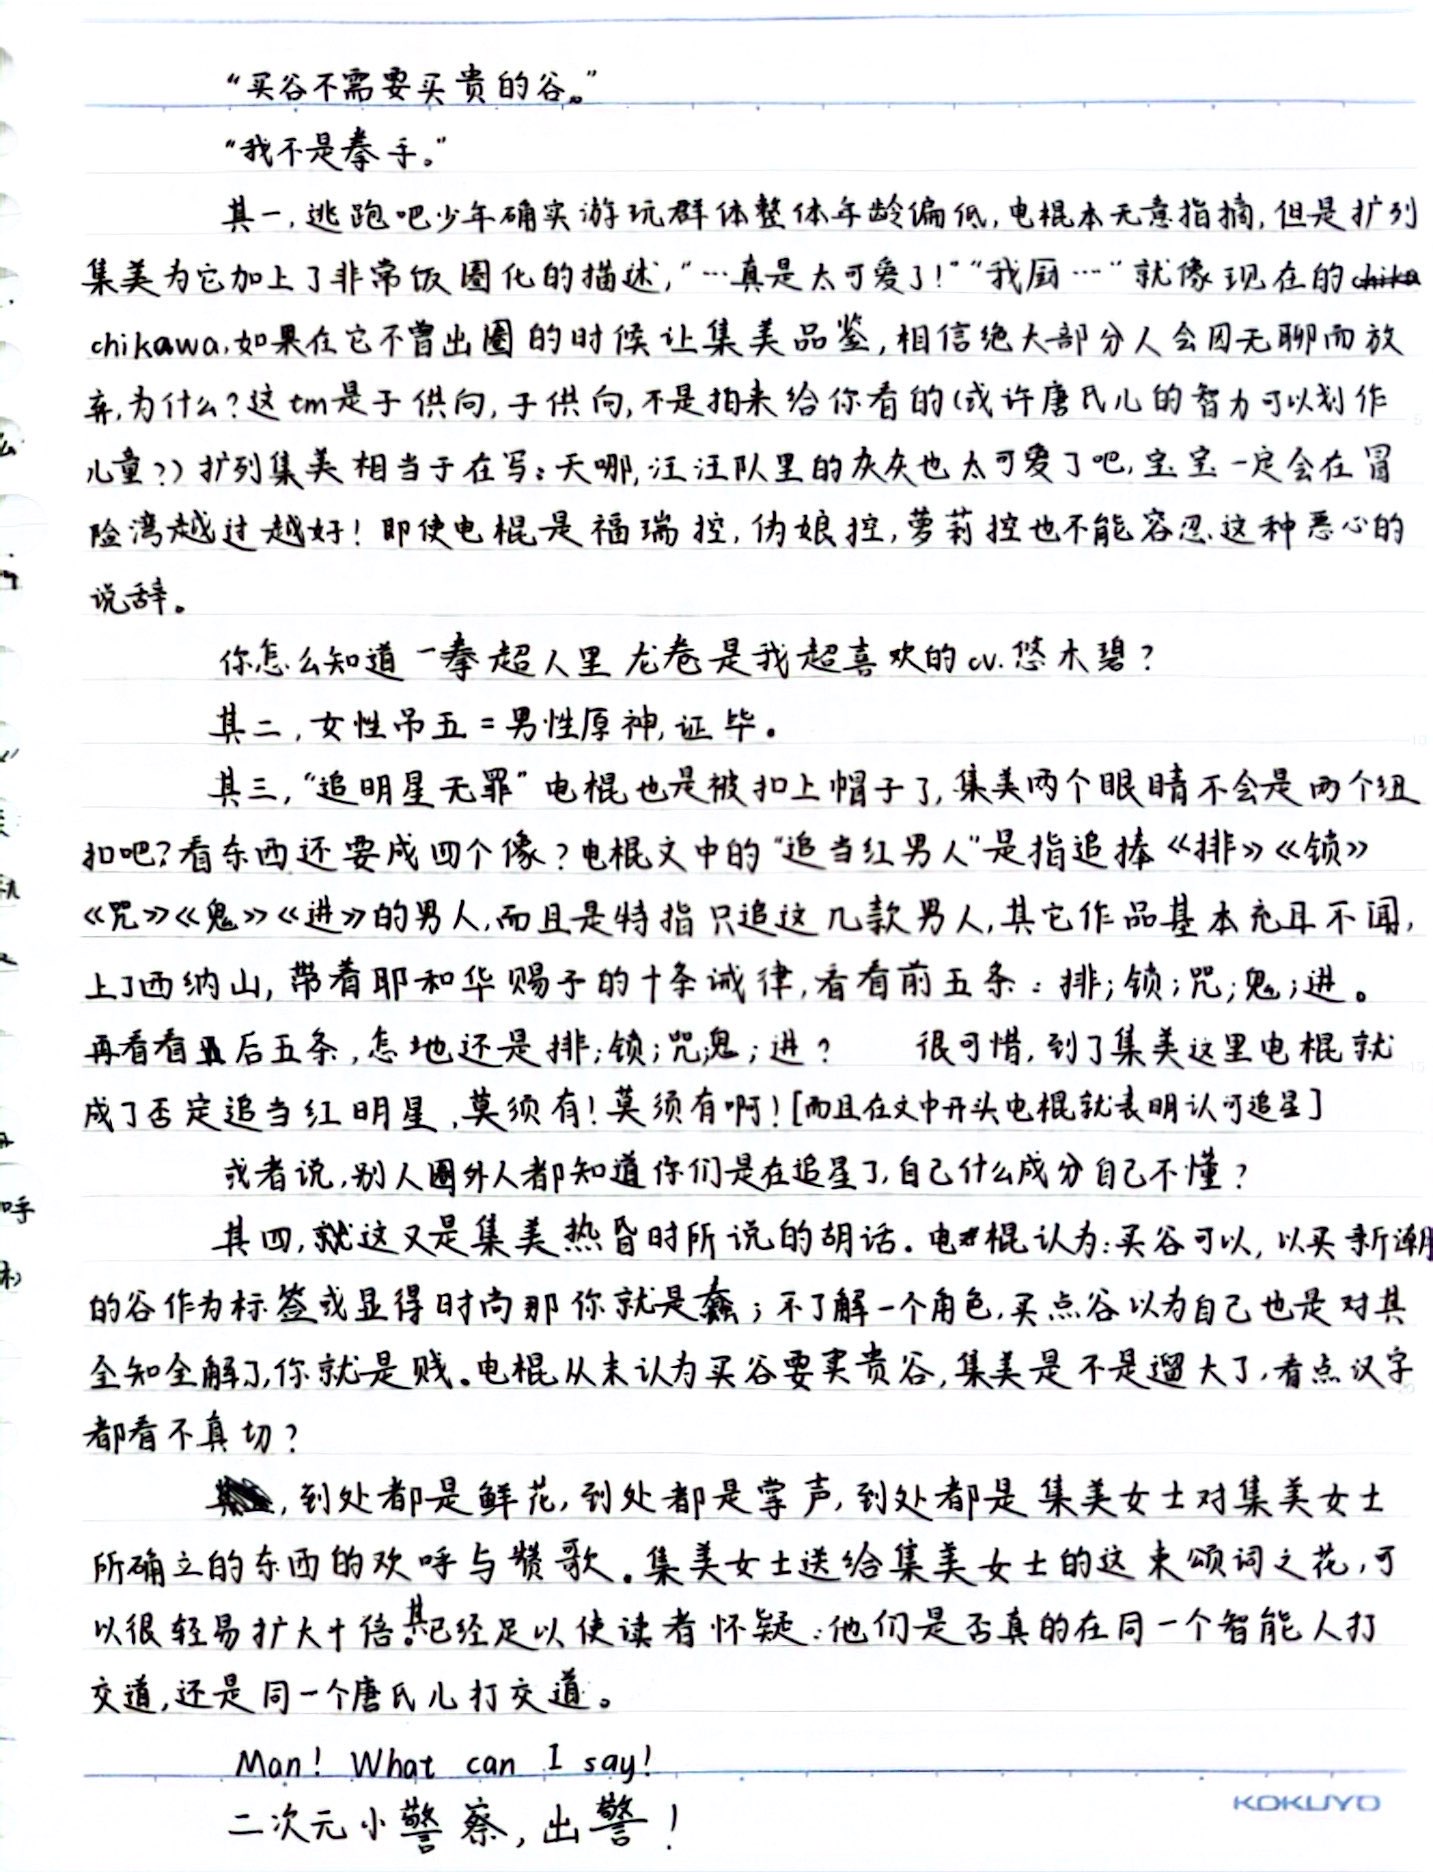 “买谷不需要买贵的谷。”
“我不是拳手。”
其一，逃跑吧少年确实游玩群体整体年龄偏低，电棍本无意指摘，但是扩列
集美为它加上了非常饭圈化的描述，“…真是太可爱了！”“我厨…”就像现在的chika
chikawa，如果在它不曾出圈的时候让集美品鉴，相信绝大部分人会因无聊而放
弃，为什么？这tm是子供向，子供向，不是拍来给你看的（或许唐氏儿的智力可以划作
儿童？）扩列集美相当于在写：天哪，汪汪队里的灰灰也太可爱了吧，宝宝一定会在冒
险湾越过越好！即使电棍是福瑞控，伪娘控，萝莉控也不能容忍这种恶心的
说辞。
你怎么知道一拳超人里龙卷是我超喜欢的cv.悠木碧？
其二，女性吊五=男性原神，证毕。
其三，“追明星无罪”电棍也是被扣上帽子了，集美两个眼睛不会是两个纽
扣吧？看东西还要成四个像？电棍文中的“追当红男人”是指追捧《排》《锁》
《咒》《鬼》《进》的男人，而且是特指只追这几款男人，其它作品基本充耳不闻，
上了西纳山，带着耶和华赐予的十条诫律，看看前五条：排；锁；咒；鬼；进。
再看看后五条，怎地还是排；锁；咒；鬼；进？ 很可惜，到了集美这里电棍就
成了否定追当红明星，莫须有！莫须有啊！[而且在文中开头电棍就表明认可追星]
或者说，别人圈外人都知道你们是在追星了，自己什么成分自己不懂？
其四，就这又是集美热昏时所说的胡话。电棍认为：买谷可以，以买新潮
的谷作为标签或显得时尚那你就是蠢；不了解一个角色，买点谷以为自己也是对其
全知全解了，你就是贱。电棍从未认为买谷要买贵谷，集美是不是遛大了，看点汉字
都看不真切？
，到处都是鲜花，到处都是掌声，到处都是集美女士对集美女士
所确立的东西的欢呼与赞歌。集美女士送给集美女士的这束颂词之花，可
以很轻易扩大十倍。其已经足以使读者怀疑：他们是否真的在同一个智能人打
交道，还是同一个唐氏儿打交道。
Man! What can I say!
二次元小警察，出警！
KOKUYO